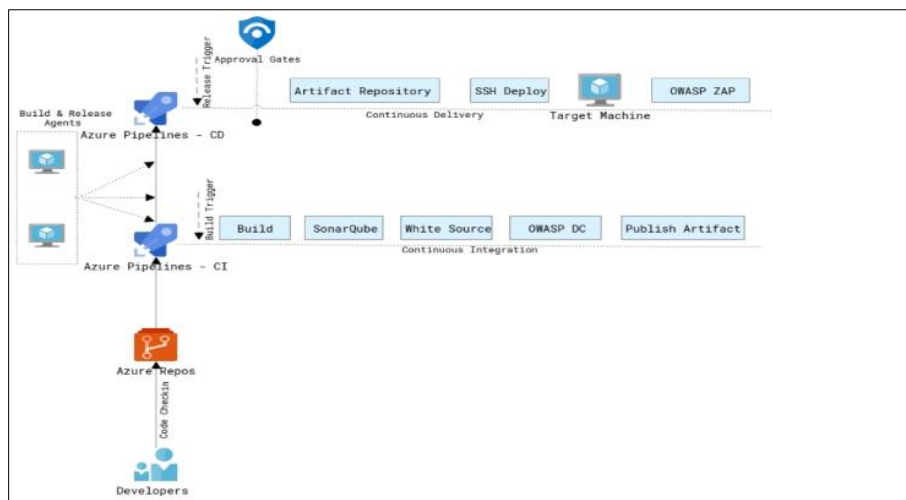 Approval Gates
Release Trigger
Artifact Repository
SSH Deploy
OWASP ZAP
Continuous Delivery
Target Machine
Build & Release
Agents
Azure Pipelines - CD
Build Trigger
Build
SonarQube
White Source
OWASP DC
Publish Artifact
Continuous Integration
Azure Pipelines - CI
Azure Repos
Code Checkin
Developers